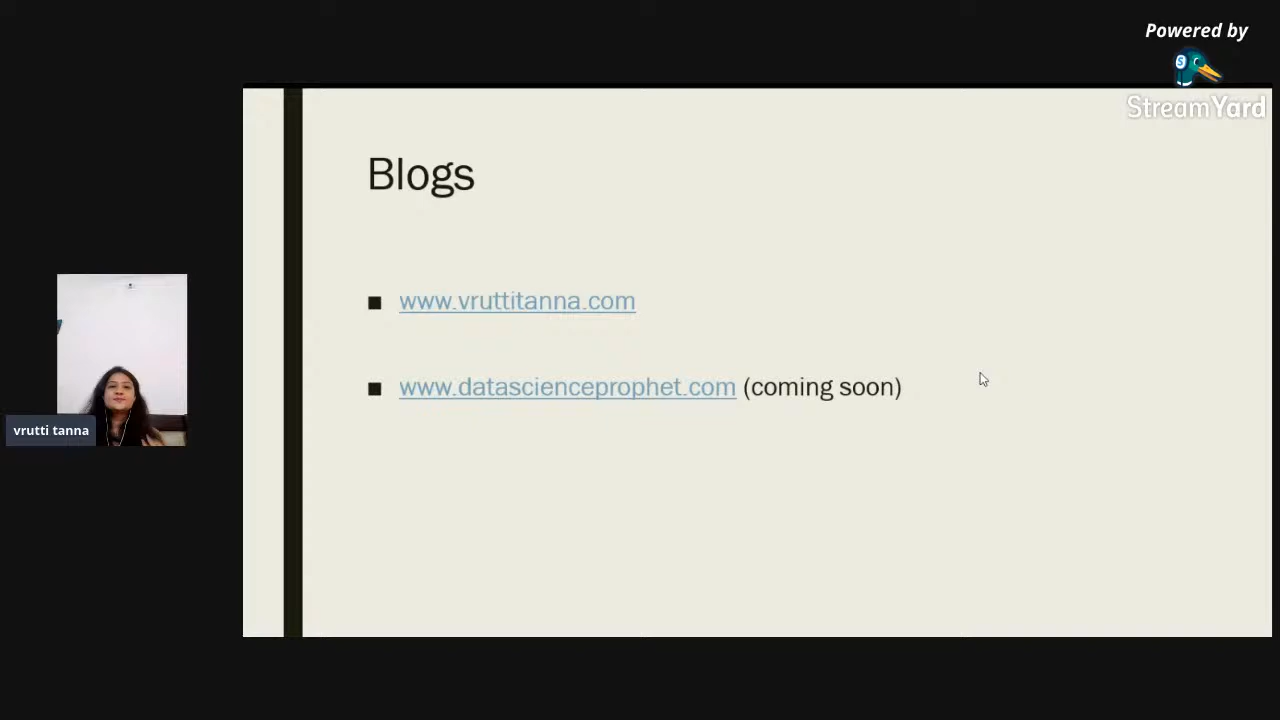 Powered by
StreamYard
Blogs
www.vruttitanna.com
www.datascienceprophet.com (coming soon)
vrutti tanna